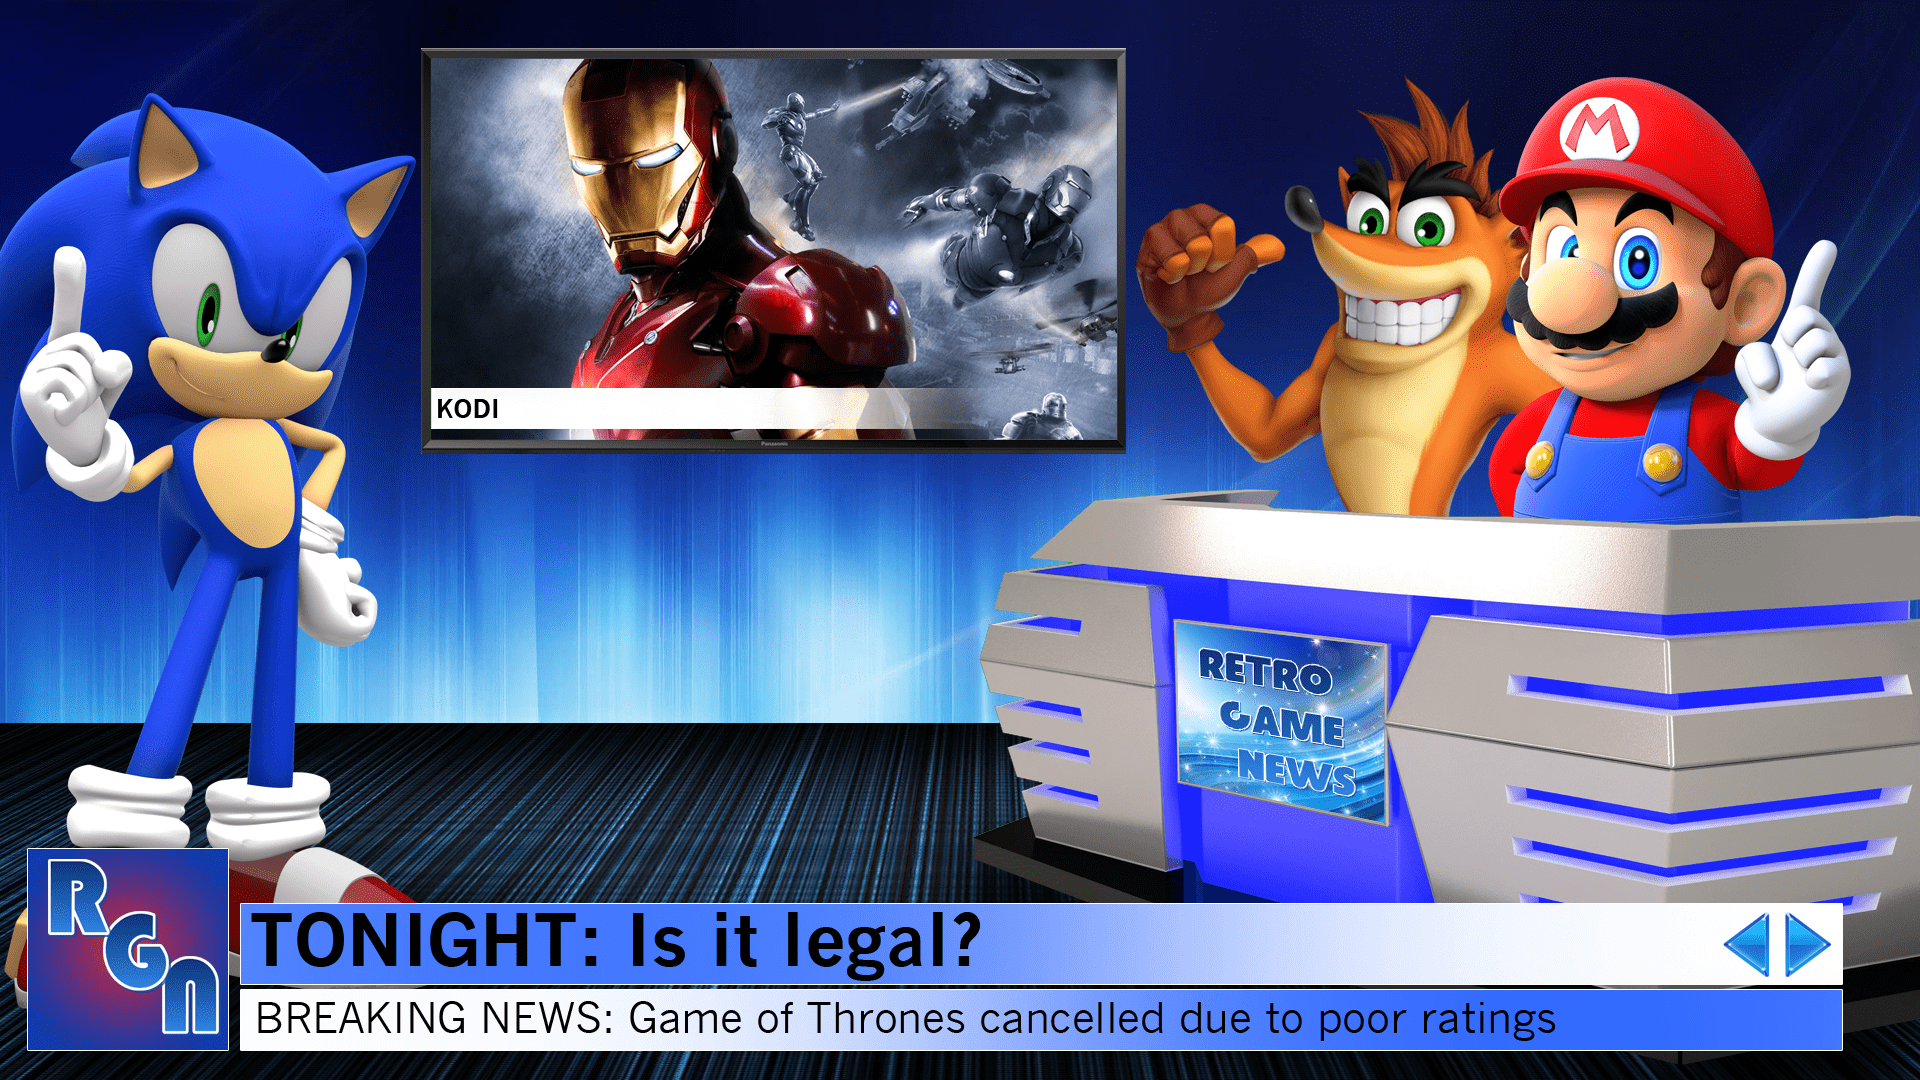 M
KODI
Panasonic
RETRO
GAME
NEWS
RGN
TONIGHT: Is it legal?
BREAKING NEWS: Game of Thrones cancelled due to poor ratings